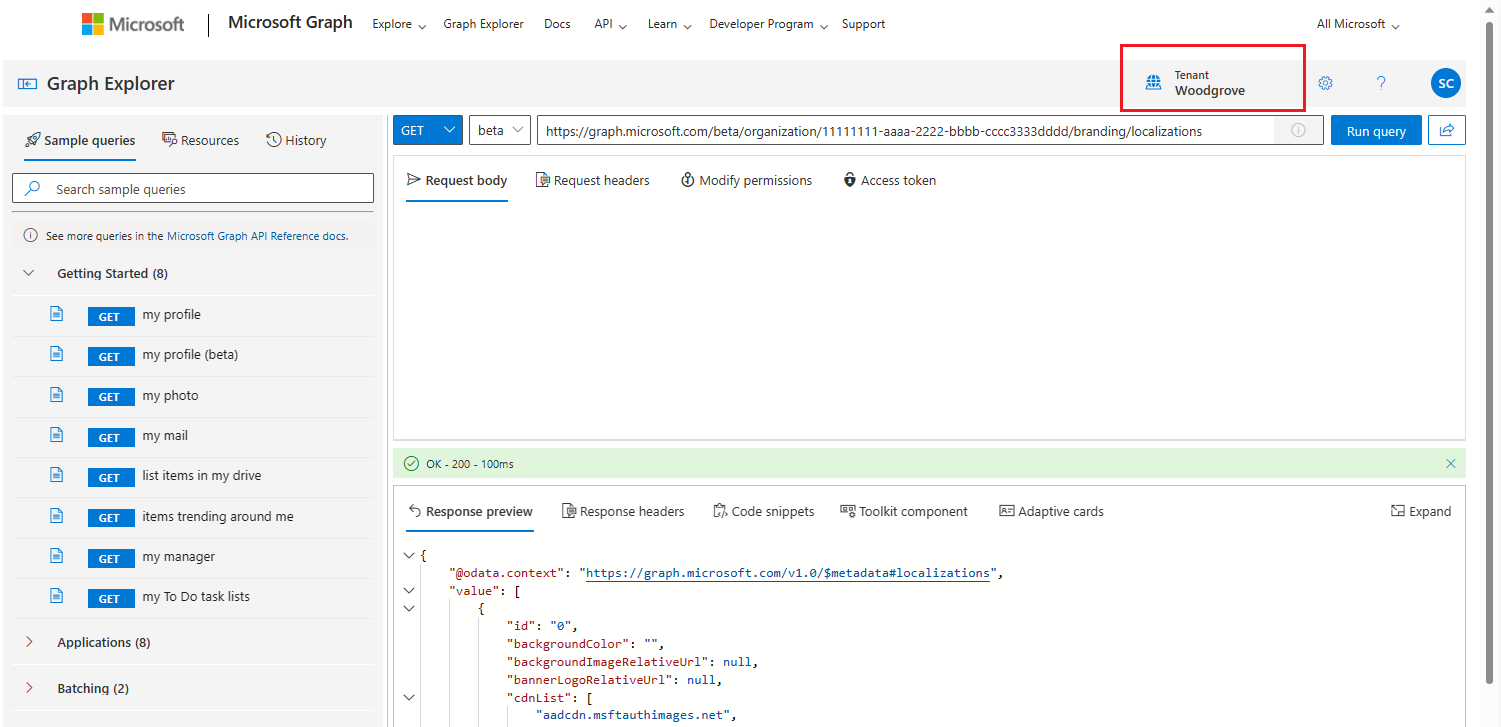 Microsoft
Microsoft Graph
Explore
Graph Explorer
Docs
API
Learn
Developer Program
Support
All Microsoft
Graph Explorer
Tenant
Woodgrove
?
SC
Sample queries
Resources
History
Search sample queries
See more queries in the Microsoft Graph API Reference docs.
Getting Started (8)
GET my profile
GET my profile (beta)
GET my photo
GET my mail
GET list items in my drive
GET items trending around me
GET my manager
GET my To Do task lists
Applications (8)
Batching (2)
GET
beta
https://graph.microsoft.com/beta/organization/11111111-aaaa-2222-bbbb-cccc3333dddd/branding/localizations
Run query
Request body
Request headers
Modify permissions
Access token
OK - 200 - 100ms
Response preview
Response headers
Code snippets
Toolkit component
Adaptive cards
Expand
{
"@odata.context": "https://graph.microsoft.com/v1.0/$metadata#localizations",
"value": [
{
"id": "0",
"backgroundColor": "",
"backgroundImageRelativeUrl": null,
"bannerLogoRelativeUrl": null,
"cdnList": [
"aadcdn.msftauthimages.net",